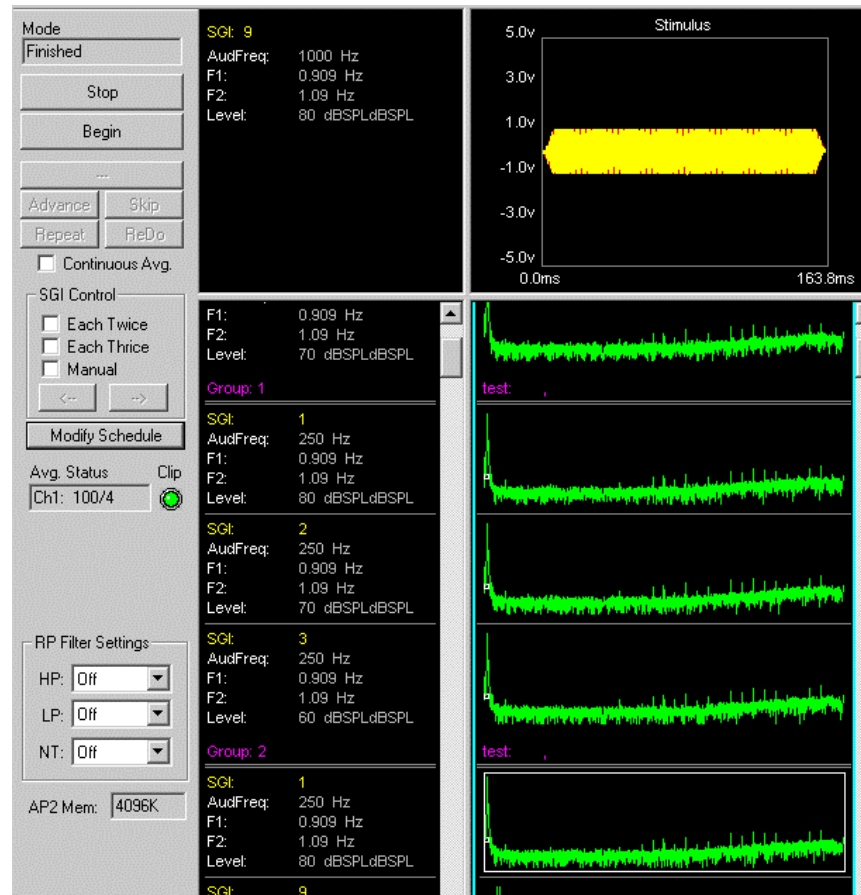 Mode
Finished
Stop
Begin
---
Advance Skip
Repeat ReDo
Continuous Avg.
SGI Control
Each Twice
Each Thrice
Manual
<-- -->
Modify Schedule
Avg. Status Clip
Ch1: 100/4
RP Filter Settings
HP: Off
LP: Off
NT: Off
AP2 Mem: 4096K
SGI: 9
AudFreq: 1000 Hz
F1: 0.909 Hz
F2: 1.09 Hz
Level: 80 dBSPLdBSPL
Stimulus
5.0v
3.0v
1.0v
-1.0v
-3.0v
-5.0v
0.0ms 163.8ms
F1: 0.909 Hz
F2: 1.09 Hz
Level: 70 dBSPLdBSPL
Group: 1
SGI: 1
AudFreq: 250 Hz
F1: 0.909 Hz
F2: 1.09 Hz
Level: 80 dBSPLdBSPL
SGI: 2
AudFreq: 250 Hz
F1: 0.909 Hz
F2: 1.09 Hz
Level: 70 dBSPLdBSPL
SGI: 3
AudFreq: 250 Hz
F1: 0.909 Hz
F2: 1.09 Hz
Level: 60 dBSPLdBSPL
Group: 2
SGI: 1
AudFreq: 250 Hz
F1: 0.909 Hz
F2: 1.09 Hz
Level: 80 dBSPLdBSPL
SGI: 9
test: ,
test: ,